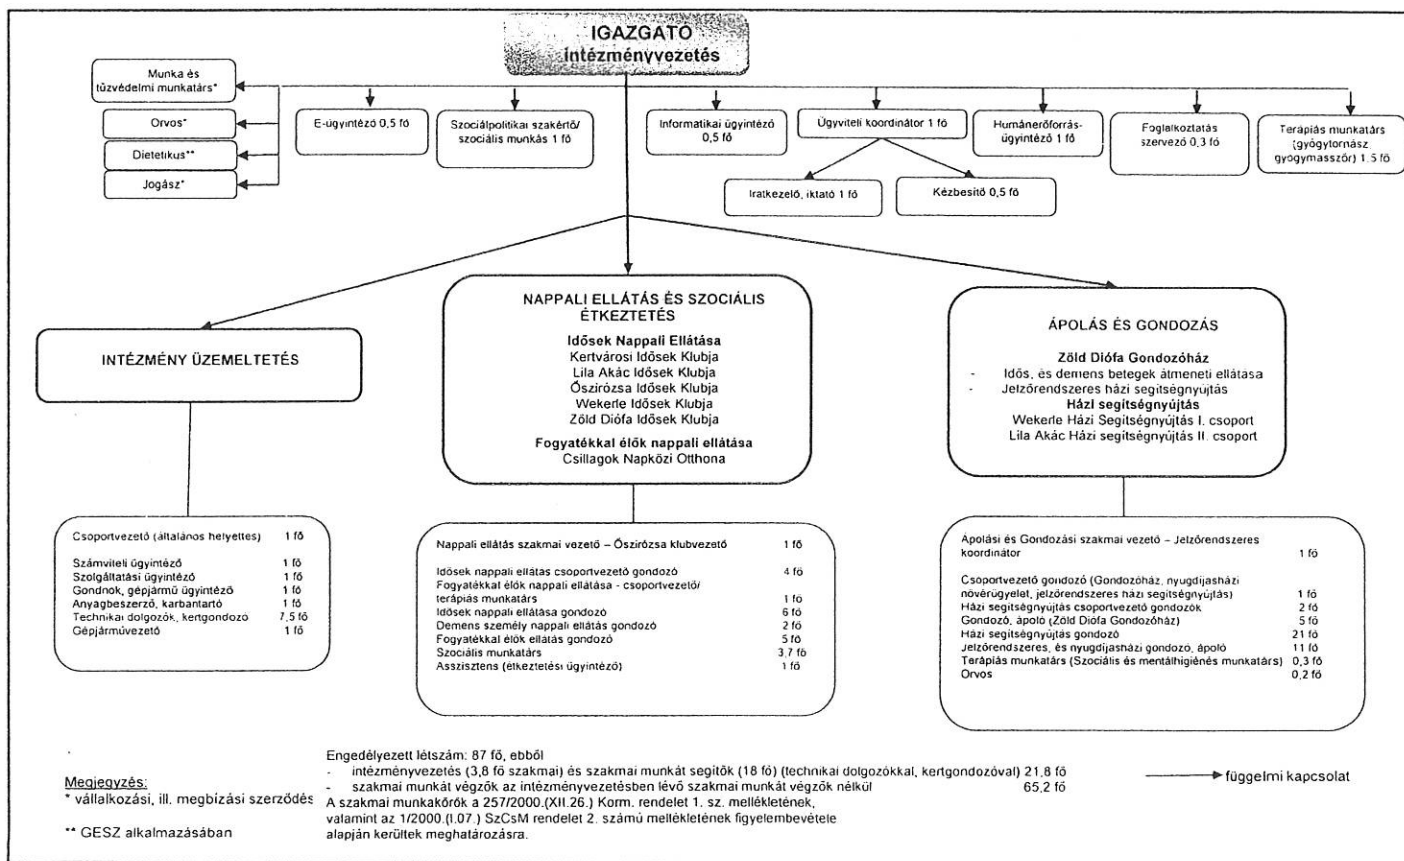 IGAZGATÓ
intézményvezetés
Munka és
tűzvédelmi munkatárs*
Orvos*
Dietetikus**
Jogász*
E-ügyintéző 0,5 fő
Szociálpolitikai szakértő/
szociális munkás 1 fő
Informatikai ügyintéző
0,5 fő
Ügyviteli koordinátor 1 fő
Humánerőforrás-
ügyintéző 1 fő
Foglalkoztatás
szervező 0,3 fő
Terápiás munkatárs
(gyógytornász,
gyógymasszőr) 1,5 fő
Iratkezelő, iktató 1 fő
Kézbesítő 0,5 fő
INTÉZMÉNY ÜZEMELTETÉS
NAPPALI ELLÁTÁS ÉS SZOCIÁLIS
ÉTKEZTETÉS
Idősek Nappali Ellátása
Kertvárosi Idősek Klubja
Lila Akác Idősek Klubja
Őszirózsa Idősek Klubja
Wekerle Idősek Klubja
Zöld Diófa Idősek Klubja
Fogyatékkal élők nappali ellátása
Csillagok Napközi Otthona
ÁPOLÁS ÉS GONDOZÁS
Zöld Diófa Gondozóház
- Idős, és demens betegek átmeneti ellátása
- Jelzőrendszeres házi segítségnyújtás
Házi segítségnyújtás
Wekerle Házi Segítségnyújtás I. csoport
Lila Akác Házi segítségnyújtás II. csoport
Csoportvezető (általános helyettes) 1 fő
Számviteli ügyintéző 1 fő
Szolgáltatási ügyintéző 1 fő
Gondnok, gépjármű ügyintéző 1 fő
Anyagbeszerző, karbantartó 1 fő
Technikai dolgozók, kertgondozó 7,5 fő
Gépjárművezető 1 fő
Nappali ellátás szakmai vezető – Őszirózsa klubvezető 1 fő
Idősek nappali ellátás csoportvezető gondozó 4 fő
Fogyatékkal élők nappali ellátása - csoportvezető/
terápiás munkatárs 1 fő
Idősek nappali ellátása gondozó 6 fő
Demens személy nappali ellátás gondozó 2 fő
Fogyatékkal élők ellátás gondozó 5 fő
Szociális munkatárs 3,7 fő
Asszisztens (étkeztetési ügyintéző) 1 fő
Ápolási és Gondozási szakmai vezető – Jelzőrendszeres
koordinátor 1 fő
Csoportvezető gondozó (Gondozóház, nyugdíjasházi
nővérügyelet, jelzőrendszeres házi segítségnyújtás) 1 fő
Házi segítségnyújtás csoportvezető gondozók 2 fő
Gondozó, ápoló (Zöld Diófa Gondozóház) 5 fő
Házi segítségnyújtás gondozó 21 fő
Jelzőrendszeres, és nyugdíjasházi gondozó, ápoló 11 fő
Terápiás munkatárs (Szociális és mentálhigiénés munkatárs) 0,3 fő
Orvos 0,2 fő
Megjegyzés:
* vállalkozási, ill. megbízási szerződés
** GESZ alkalmazásában
Engedélyezett létszám: 87 fő, ebből
- intézményvezetés (3,8 fő szakmai) és szakmai munkát segítők (18 fő) (technikai dolgozókkal, kertgondozóval) 21,8 fő
- szakmai munkát végzők az intézményvezetésben lévő szakmai munkát végzők nélkül 65,2 fő
A szakmai munkakörök a 257/2000.(XII.26.) Korm. rendelet 1. sz. mellékletének,
valamint az 1/2000.(I.07.) SzCsM rendelet 2. számú mellékletének figyelembevétele
alapján kerültek meghatározásra.
függelmi kapcsolat